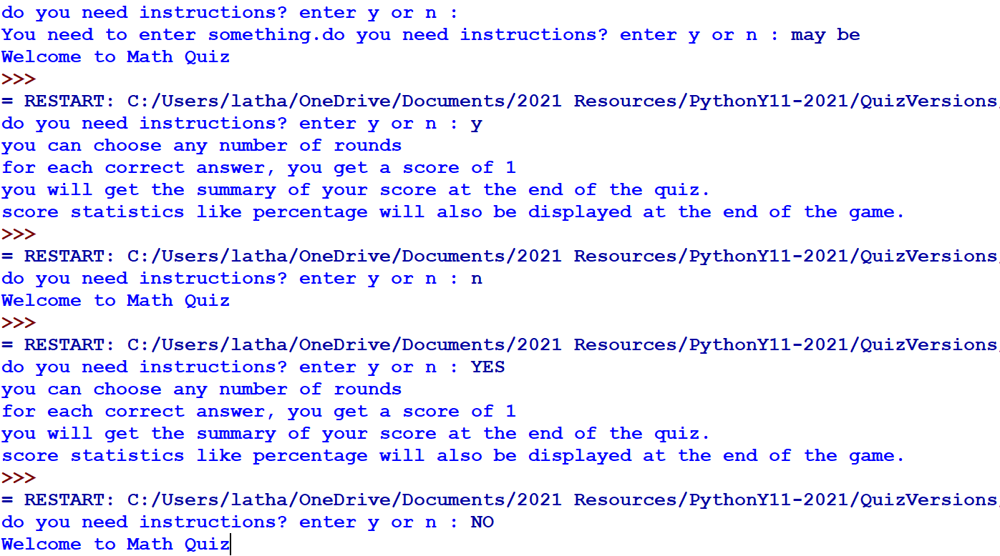 do you need instructions? enter y or n :
You need to enter something.do you need instructions? enter y or n : may be
Welcome to Math Quiz
>>>
= RESTART: C:/Users/latha/OneDrive/Documents/2021 Resources/PythonY11-2021/QuizVersions/
do you need instructions? enter y or n : y
you can choose any number of rounds
for each correct answer, you get a score of 1
you will get the summary of your score at the end of the quiz.
score statistics like percentage will also be displayed at the end of the game.
>>>
= RESTART: C:/Users/latha/OneDrive/Documents/2021 Resources/PythonY11-2021/QuizVersions/
do you need instructions? enter y or n : n
Welcome to Math Quiz
>>>
= RESTART: C:/Users/latha/OneDrive/Documents/2021 Resources/PythonY11-2021/QuizVersions/
do you need instructions? enter y or n : YES
you can choose any number of rounds
for each correct answer, you get a score of 1
you will get the summary of your score at the end of the quiz.
score statistics like percentage will also be displayed at the end of the game.
>>>
= RESTART: C:/Users/latha/OneDrive/Documents/2021 Resources/PythonY11-2021/QuizVersions/
do you need instructions? enter y or n : NO
Welcome to Math Quiz